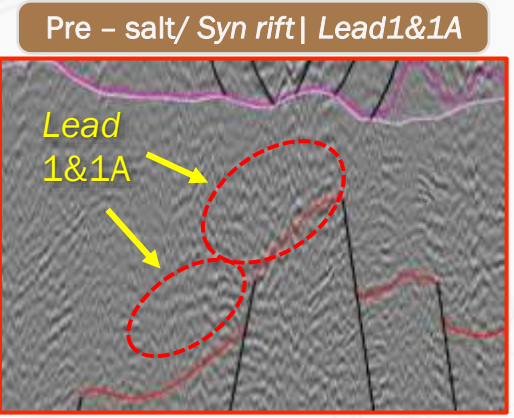 Pre – salt/ Syn rift| Lead1&1A
Lead
1&1A